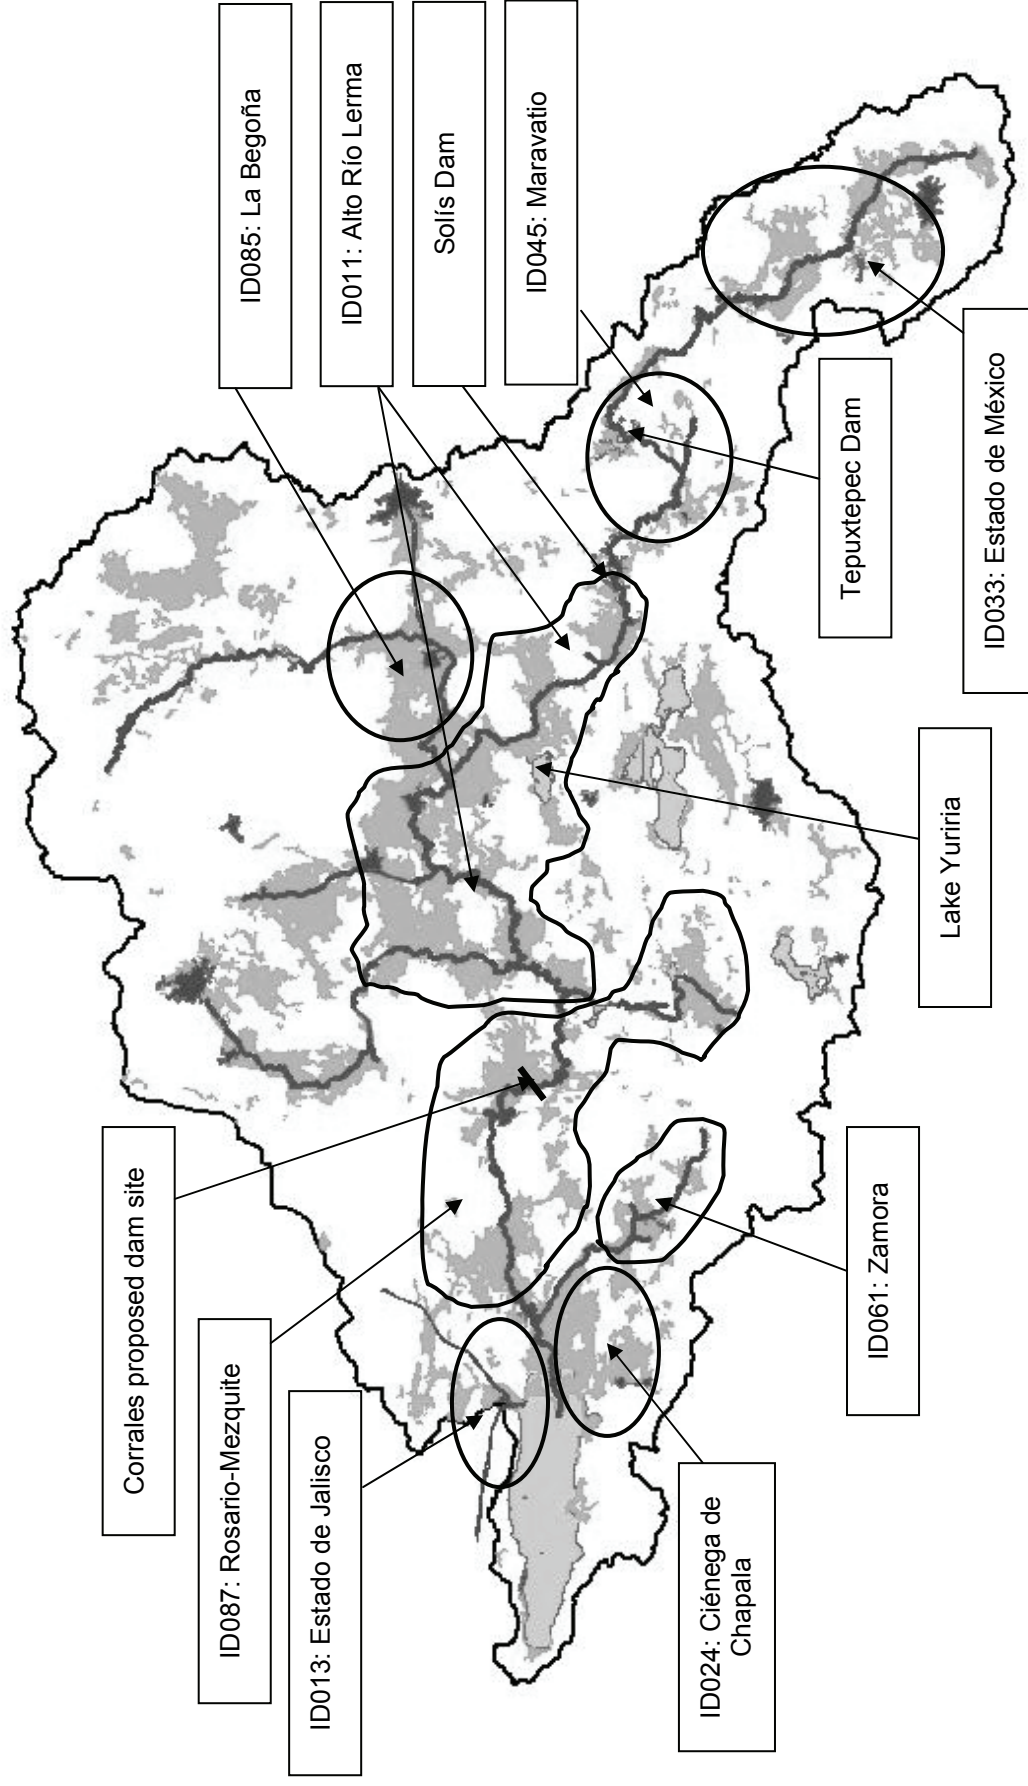 Corrales proposed dam site
ID087: Rosario-Mezquite
ID085: La Begoña
ID013: Estado de Jalisco
ID011: Alto Río Lerma
Solís Dam
ID045: Maravatio
ID024: Ciénega de
Chapala
ID061: Zamora
Lake Yuriria
Tepuxtepec Dam
ID033: Estado de México